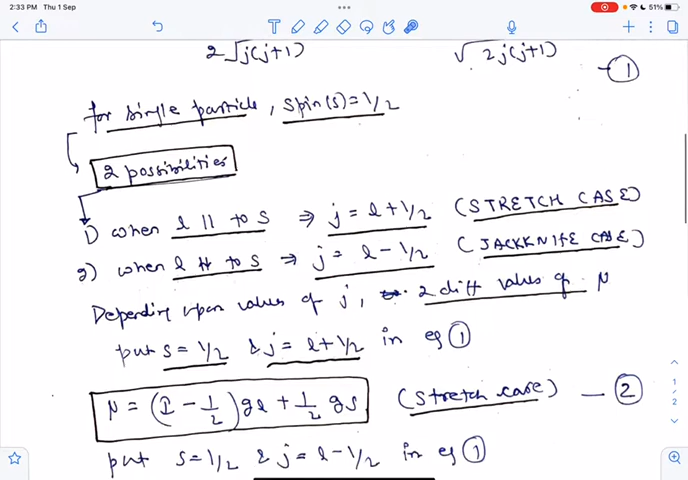 2:33 PM Thu 1 Sep 51%
2√j(j+1) √2j(j+1) — ①
for single particle, spin(s)=1/2
2 possibilities
1) when l || to s ⇒ j = l+1/2 (STRETCH CASE)
2) when l ∦ to s ⇒ j = l - 1/2 (JACKKNIFE CASE)
Depending upon values of j, 2 diff values of μ
put s = 1/2 & j = l+1/2 in eq ①
μ = (I - 1/2) gl + 1/2 gs (Stretch case) — ②
put s = 1/2 & j = l - 1/2 in eq ①
1
2